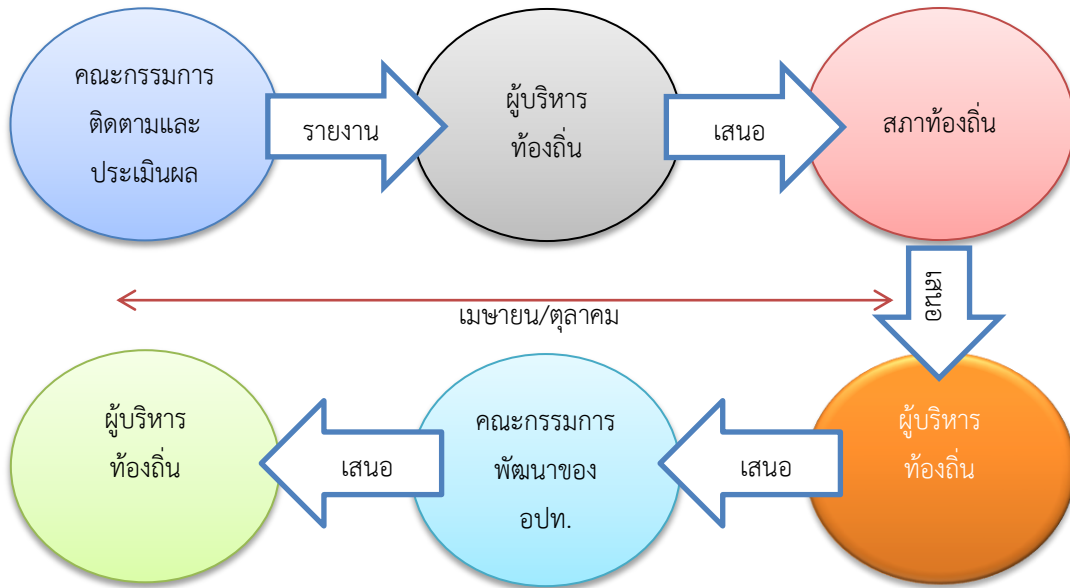 คณะกรรมการ
ติดตามและ
ประเมินผล
รายงาน
ผู้บริหาร
ท้องถิ่น
เสนอ
สภาท้องถิ่น
เสนอ
เมษายน/ตุลาคม
ผู้บริหาร
ท้องถิ่น
เสนอ
คณะกรรมการ
พัฒนาของ
อปท.
เสนอ
ผู้บริหาร
ท้องถิ่น